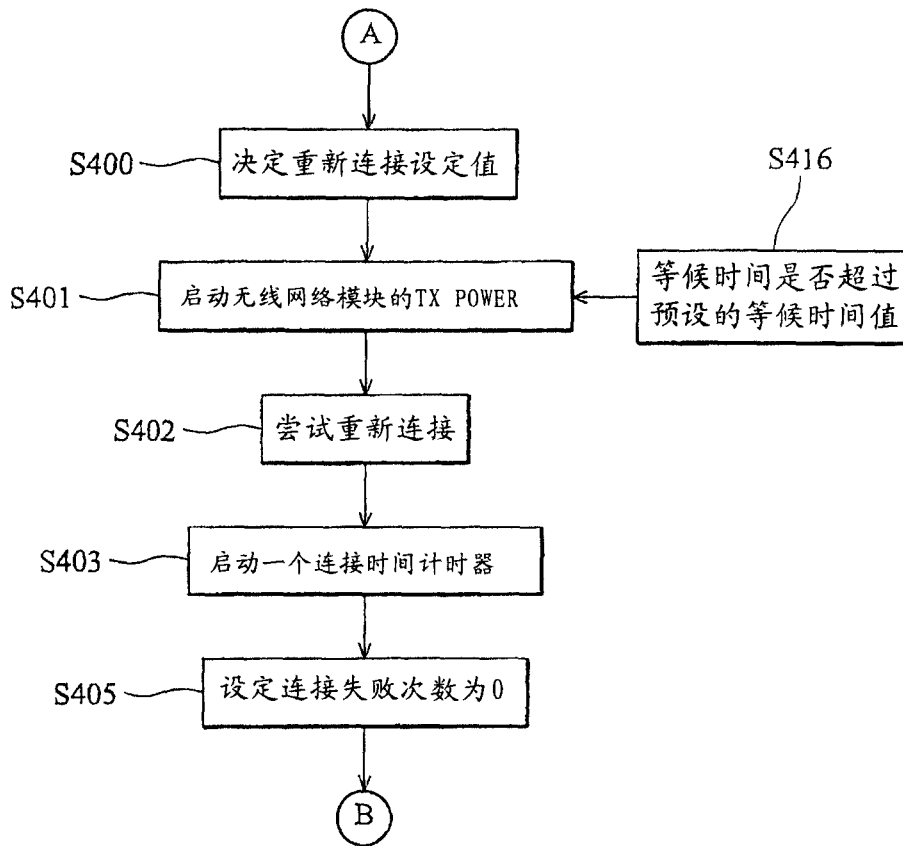 A
S400
决定重新连接设定值
S416
等候时间是否超过
预设的等候时间值
S401
启动无线网络模块的TX POWER
S402
尝试重新连接
S403
启动一个连接时间计时器
S405
设定连接失败次数为0
B